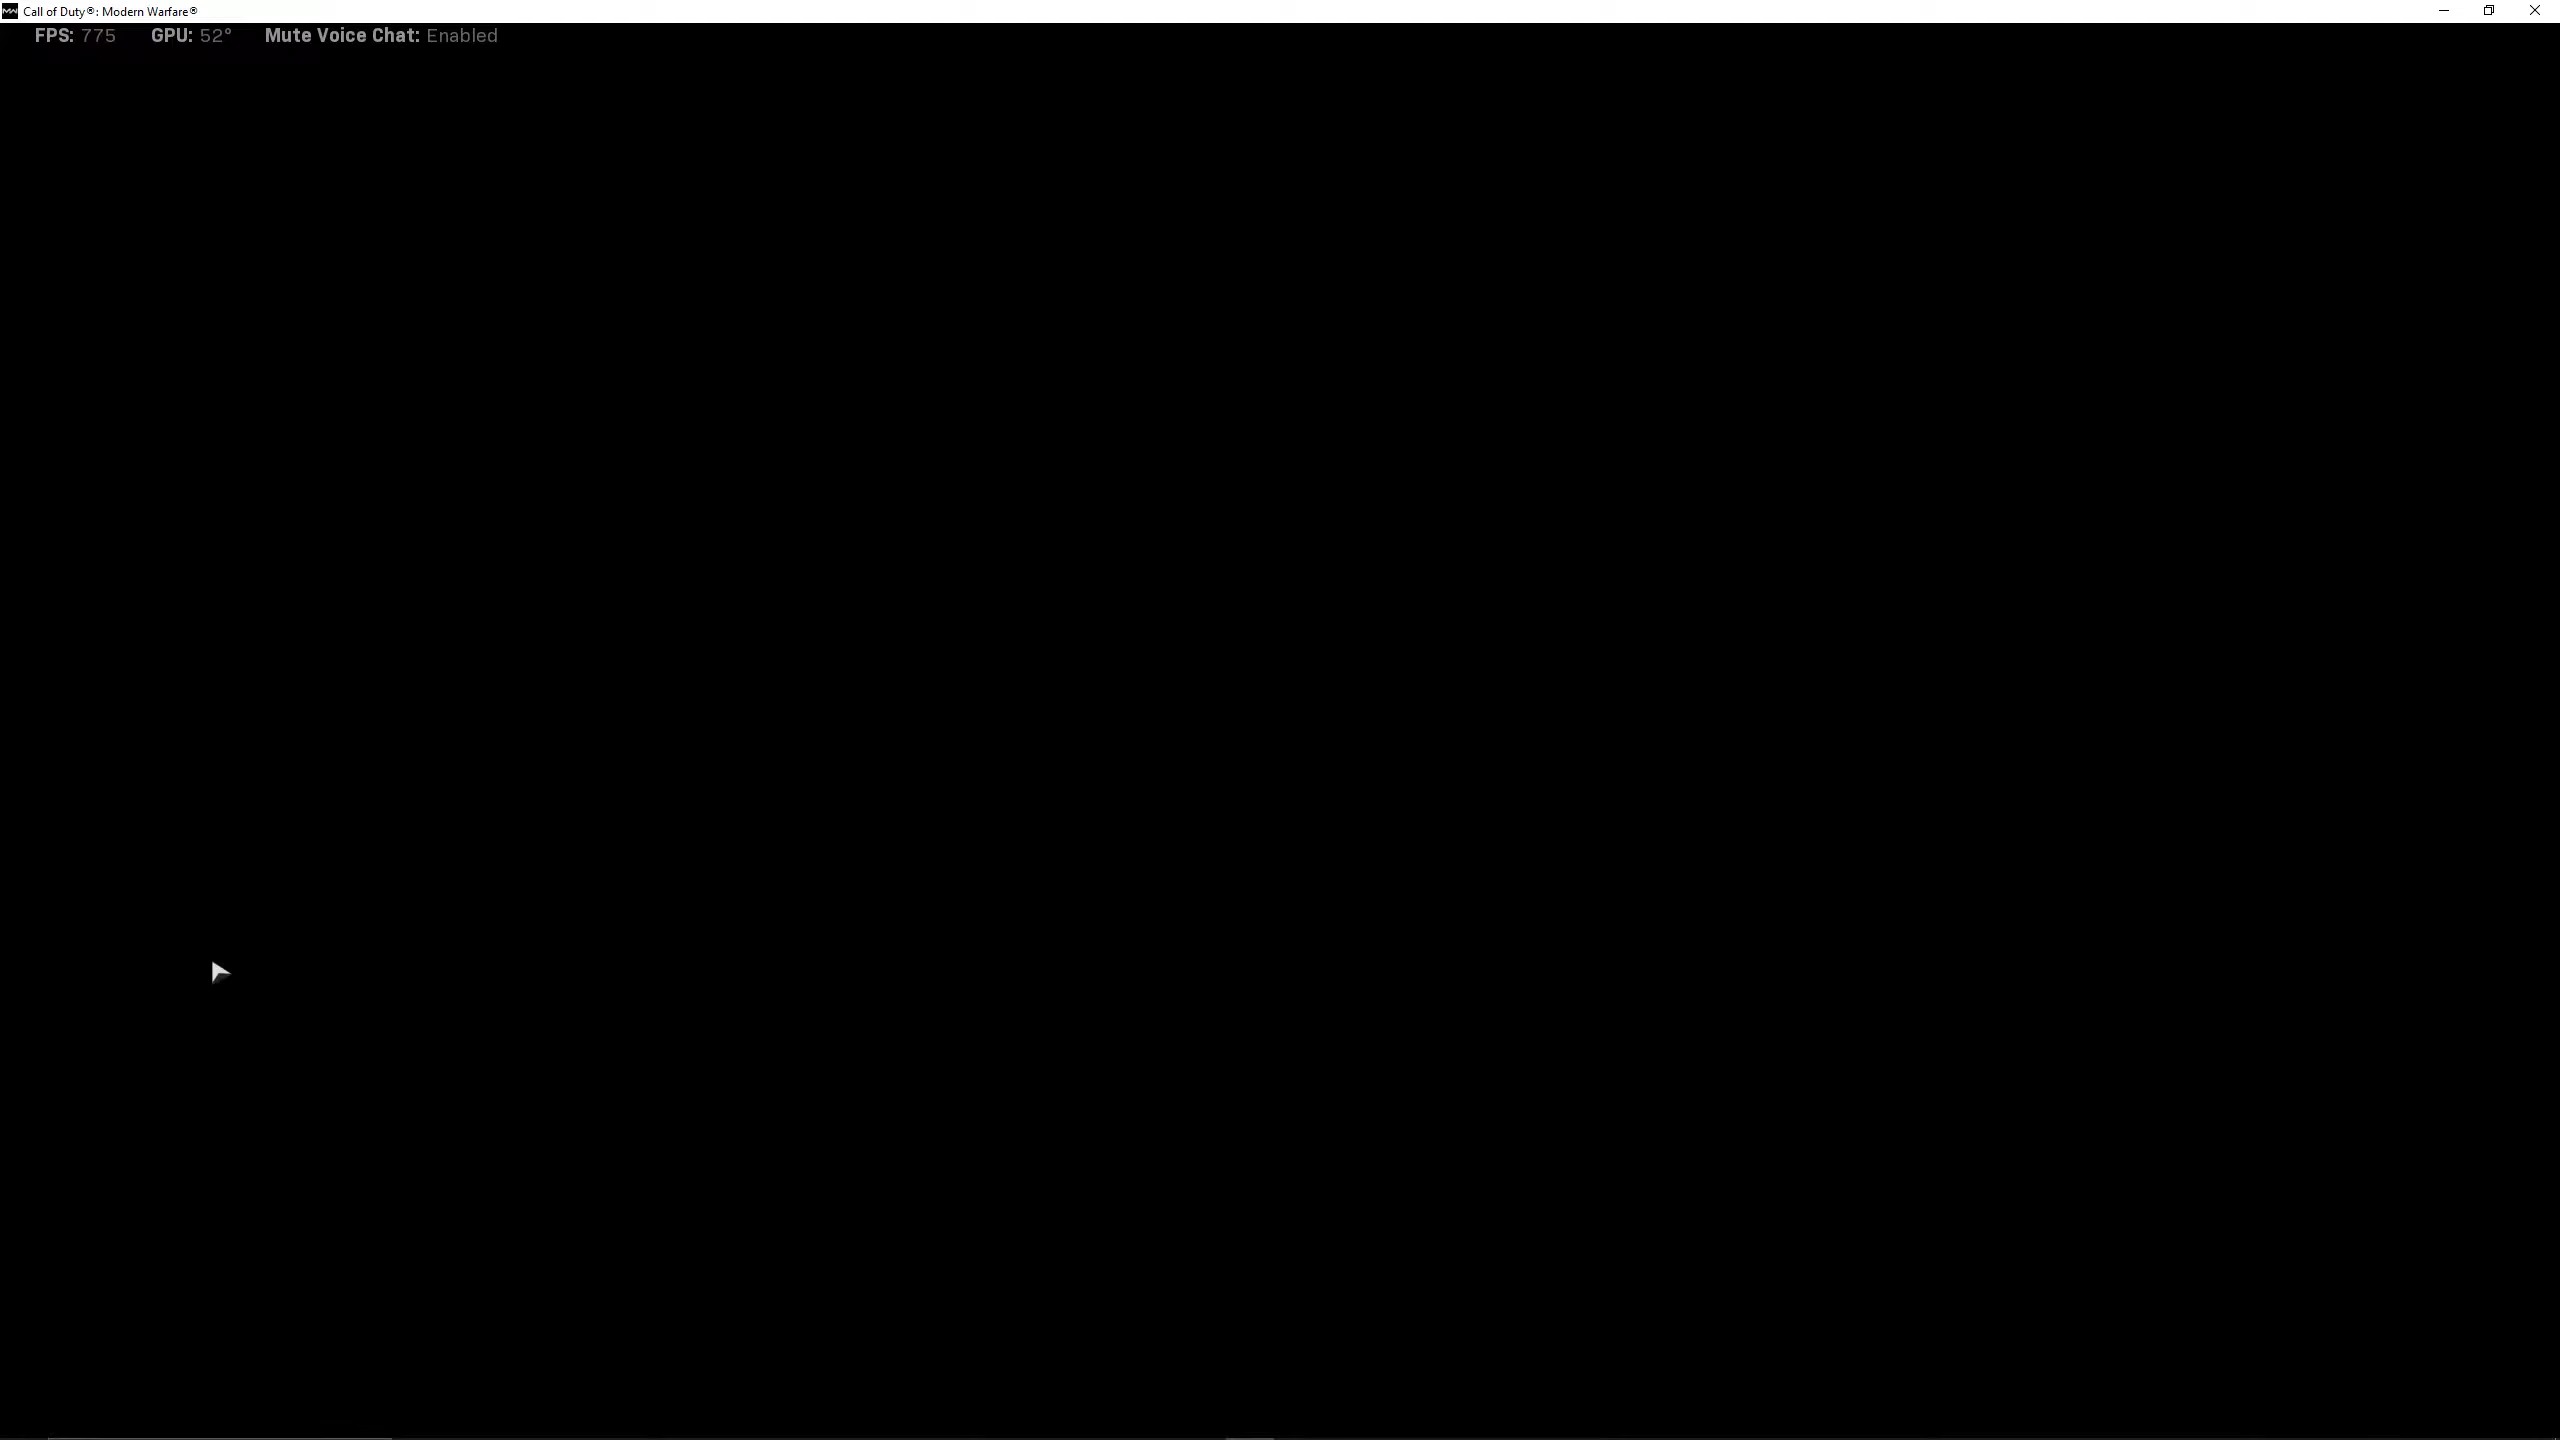 Call of Duty®: Modern Warfare®
FPS: 775 GPU: 52° Mute Voice Chat: Enabled